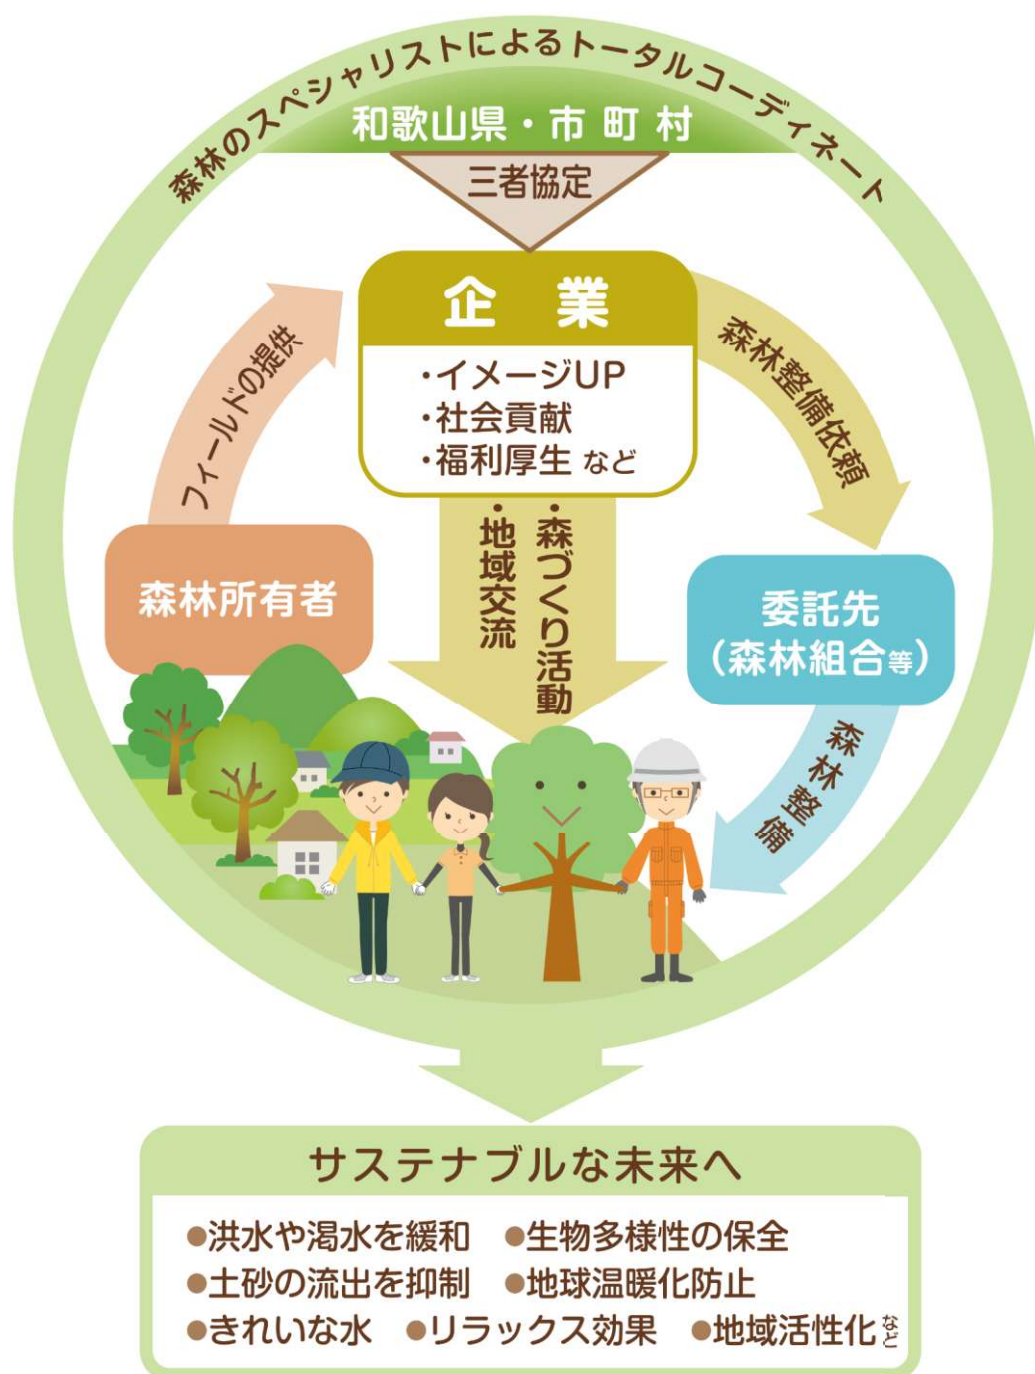 森林のスペシャリストによるトータルコーディネート
和歌山県・市町村
三者協定
企業
・イメージUP
・社会貢献
・福利厚生 など
フィールドの提供
森林整備依頼
森林所有者
・森づくり活動
・地域交流
委託先
(森林組合等)
森林整備
サステナブルな未来へ
●洪水や渇水を緩和 ●生物多様性の保全
●土砂の流出を抑制 ●地球温暖化防止
●きれいな水 ●リラックス効果 ●地域活性化など